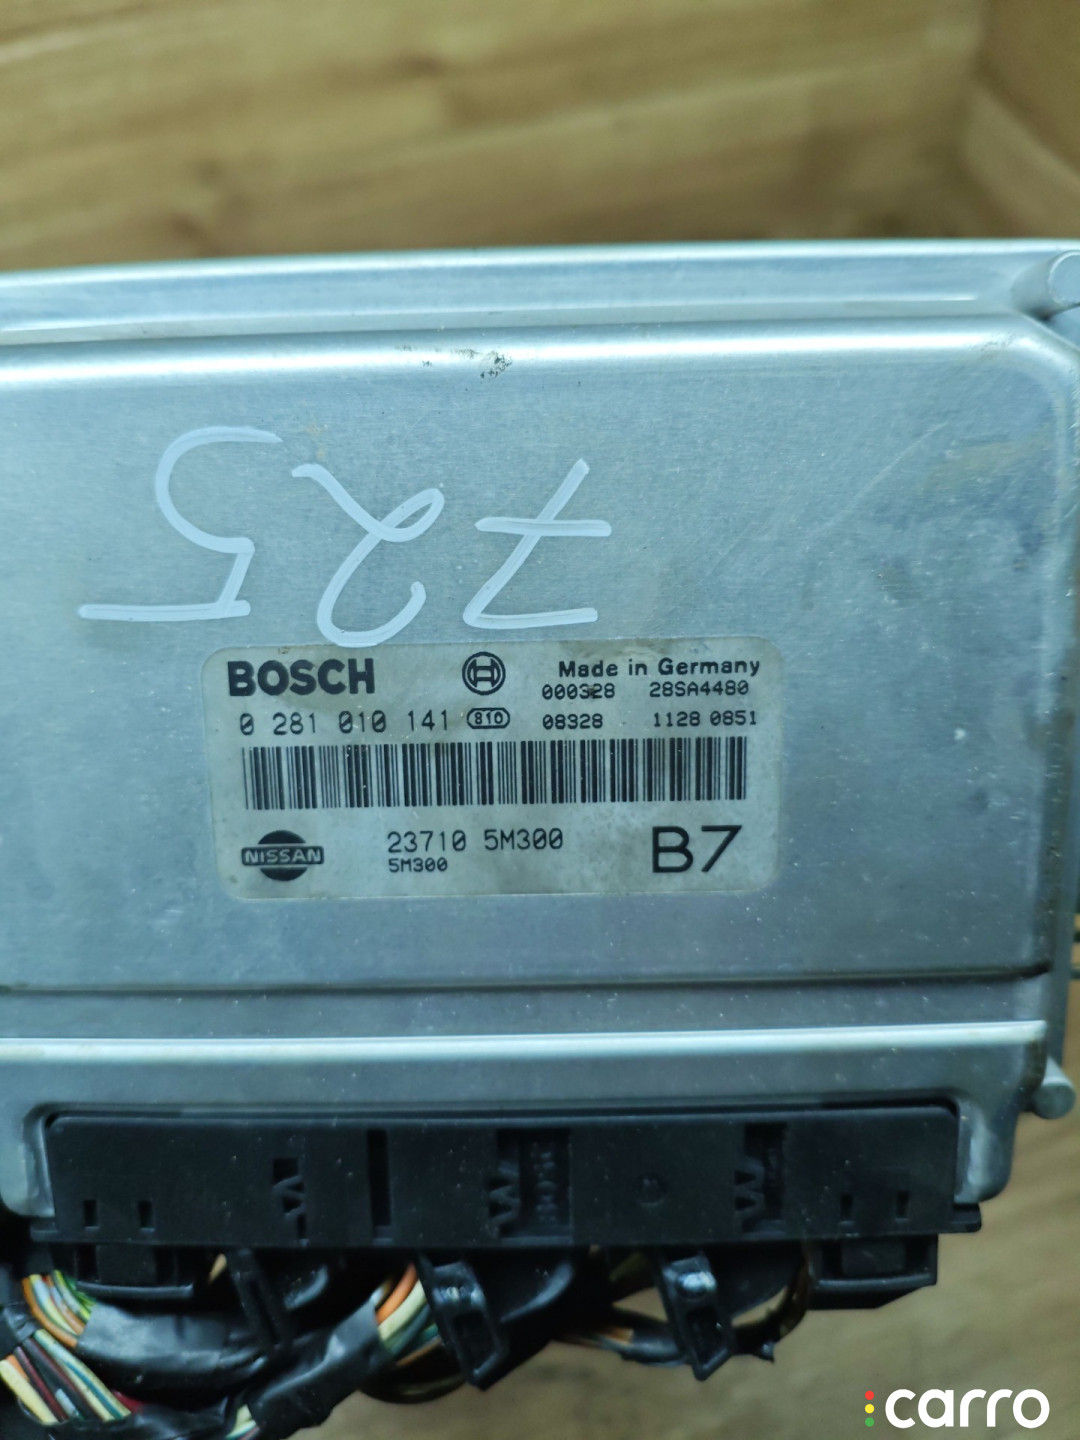 725
BOSCH Made in Germany
000328 28SA4480
0 281 010 141 810 08328 1128 0851
NISSAN 23710 5M300 B7
5M300
carro